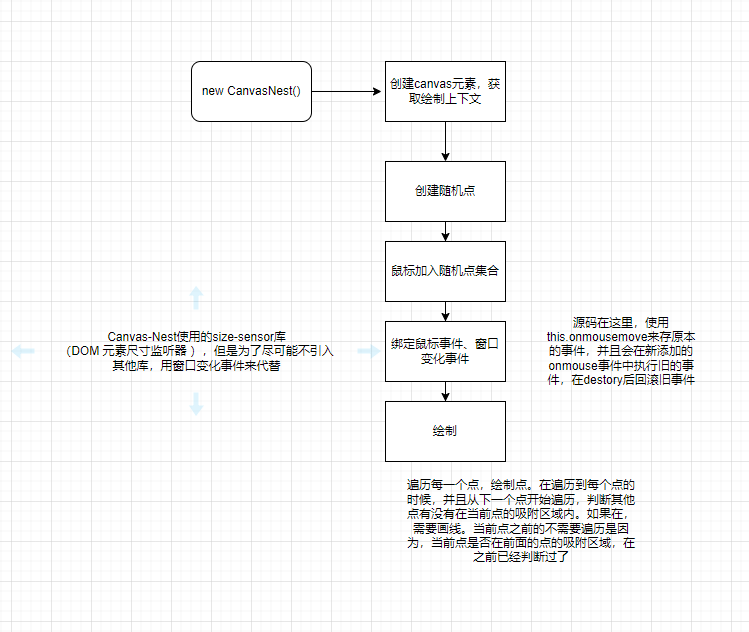 new CanvasNest()
创建canvas元素，获
取绘制上下文
创建随机点
鼠标加入随机点集合
Canvas-Nest使用的size-sensor库
（DOM 元素尺寸监听器 ），但是为了尽可能不引入
其他库，用窗口变化事件来代替
绑定鼠标事件、窗口
变化事件
源码在这里，使用
this.onmousemove来存原本
的事件，并且会在新添加的
onmouse事件中执行旧的事
件，在destory后回滚旧事件
绘制
遍历每一个点，绘制点。在遍历到每个点的
时候，并且从下一个点开始遍历，判断其他
点有没有在当前点的吸附区域内。如果在，
需要画线。当前点之前的不需要遍历是因
为，当前点是否在前面的点的吸附区域，在
之前已经判断过了